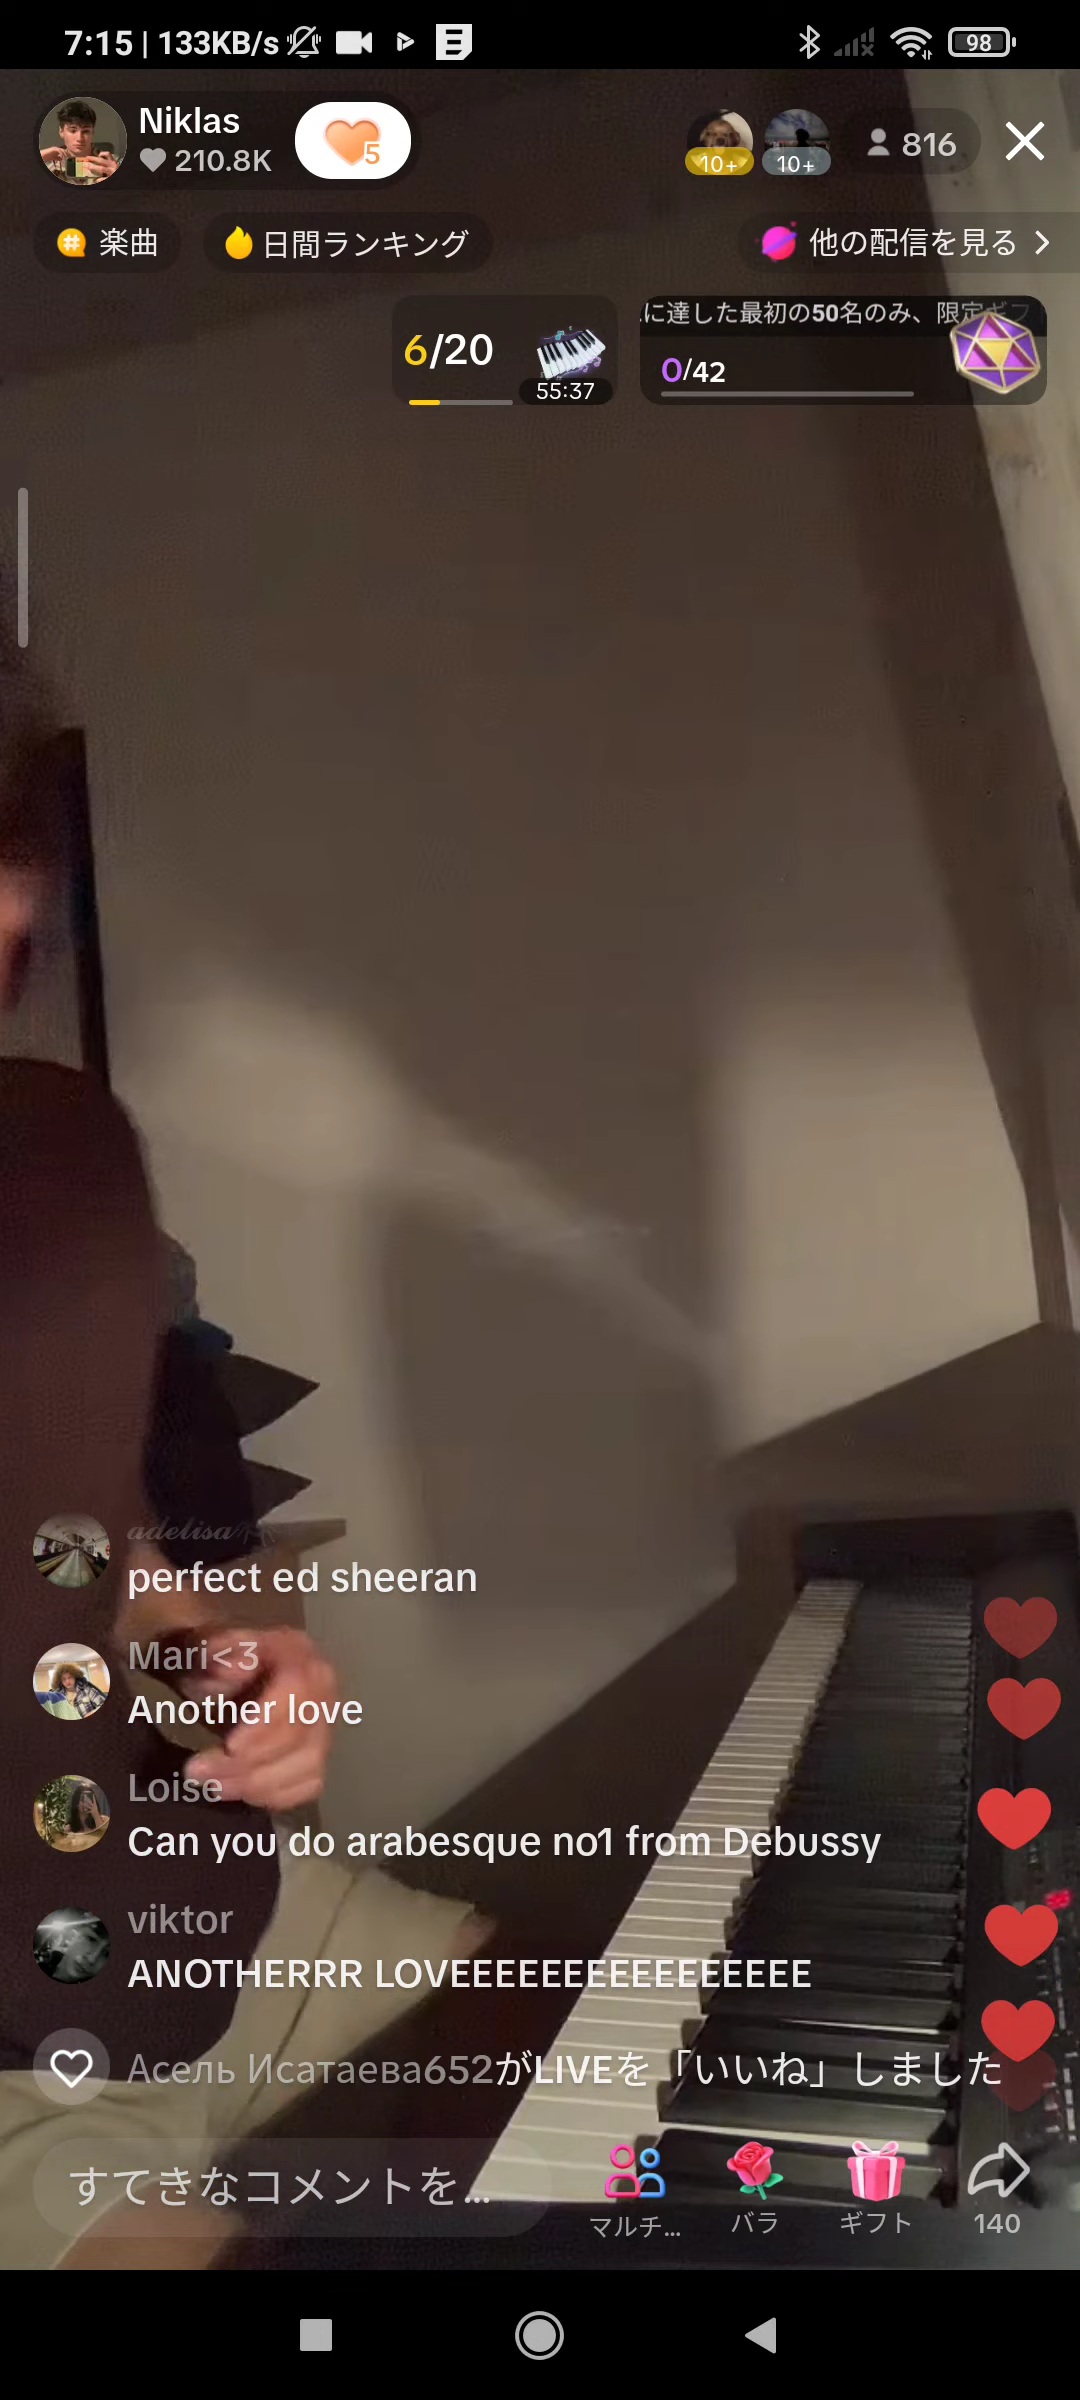 7:15 | 133KB/s
98
Niklas
210.8K
5
10+
10+
816
楽曲
日間ランキング
他の配信を見る
6/20
55:37
に達した最初の50名のみ、限定ギフ
0/42
adelisa
perfect ed sheeran
Mari<3
Another love
Loise
Can you do arabesque no1 from Debussy
viktor
ANOTHERRR LOVEEEEEEEEEEEEEEEE
Асель Исатаева652がLIVEを「いいね」しました
すてきなコメントを...
マルチ...
バラ
ギフト
140